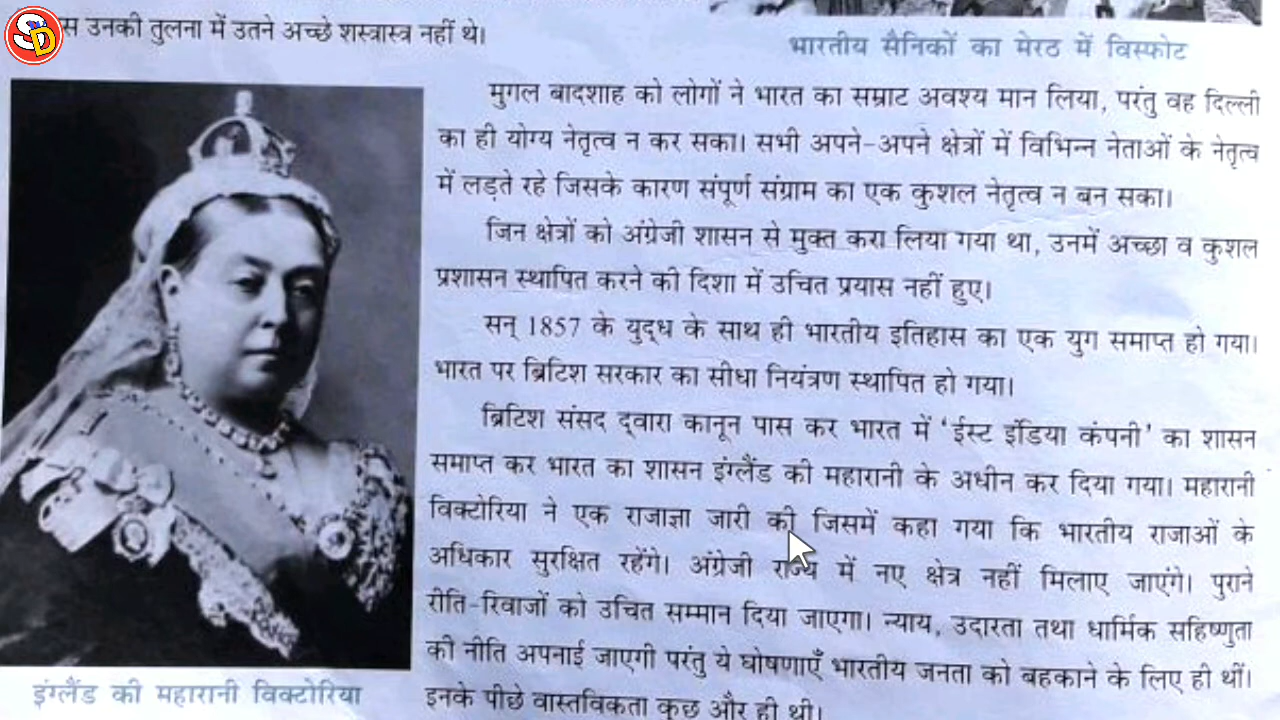 SD
स उनकी तुलना में उतने अच्छे शस्त्रास्त्र नहीं थे।
भारतीय सैनिकों का मेरठ में विस्फोट
मुगल बादशाह को लोगों ने भारत का सम्राट अवश्य मान लिया, परंतु वह दिल्ली
का ही योग्य नेतृत्व न कर सका। सभी अपने-अपने क्षेत्रों में विभिन्न नेताओं के नेतृत्व
में लड़ते रहे जिसके कारण संपूर्ण संग्राम का एक कुशल नेतृत्व न बन सका।
जिन क्षेत्रों को अंग्रेजी शासन से मुक्त करा लिया गया था, उनमें अच्छा व कुशल
प्रशासन स्थापित करने की दिशा में उचित प्रयास नहीं हुए।
सन् 1857 के युद्ध के साथ ही भारतीय इतिहास का एक युग समाप्त हो गया।
भारत पर ब्रिटिश सरकार का सीधा नियंत्रण स्थापित हो गया।
ब्रिटिश संसद द्वारा कानून पास कर भारत में 'ईस्ट इंडिया कंपनी' का शासन
समाप्त कर भारत का शासन इंग्लैंड की महारानी के अधीन कर दिया गया। महारानी
विक्टोरिया ने एक राजाज्ञा जारी की जिसमें कहा गया कि भारतीय राजाओं के
अधिकार सुरक्षित रहेंगे। अंग्रेजी राज्य में नए क्षेत्र नहीं मिलाए जाएंगे। पुराने
रीति-रिवाजों को उचित सम्मान दिया जाएगा। न्याय, उदारता तथा धार्मिक सहिष्णुता
की नीति अपनाई जाएगी परंतु ये घोषणाएँ भारतीय जनता को बहकाने के लिए ही थीं।
इनके पीछे वास्तविकता कुछ और ही थी।
इंग्लैंड की महारानी विक्टोरिया